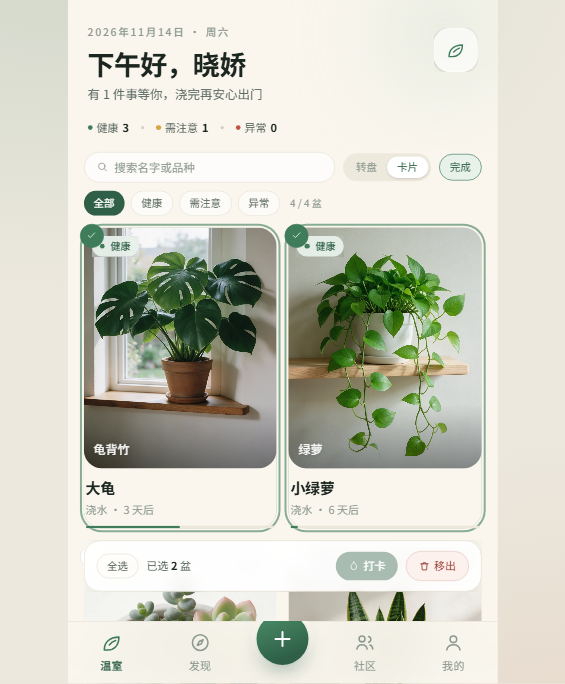 2026年11月14日 · 周六
下午好，晓娇
有 1 件事等你，浇完再安心出门
健康 3 · 需注意 1 · 异常 0
搜索名字或品种
转盘 卡片 完成
全部 健康 需注意 异常 4 / 4 盆
健康
龟背竹
大龟
浇水 · 3 天后
健康
绿萝
小绿萝
浇水 · 6 天后
全选 已选 2 盆 打卡 移出
温室 发现 社区 我的